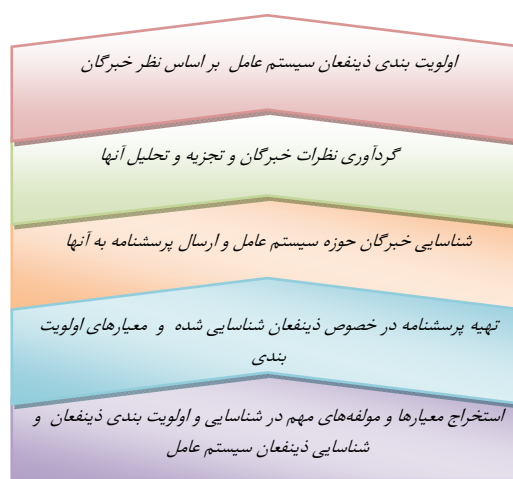 اولویت بندی ذینفعان سیستم عامل بر اساس نظر خبرگان
گردآوری نظرات خبرگان و تجزیه و تحلیل آنها
شناسایی خبرگان حوزه سیستم عامل و ارسال پرسشنامه به آنها
تهیه پرسشنامه در خصوص ذینفعان شناسایی شده و معیارهای اولویت
بندی
استخراج معیارها و مولفه‌های مهم در شناسایی و اولویت بندی ذینفعان و
شناسایی ذینفعان سیستم عامل